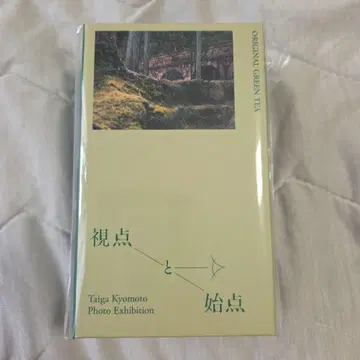 ORIGINAL GREEN TEA
視点
と
始点
Taiga Kyomoto
Photo Exhibition